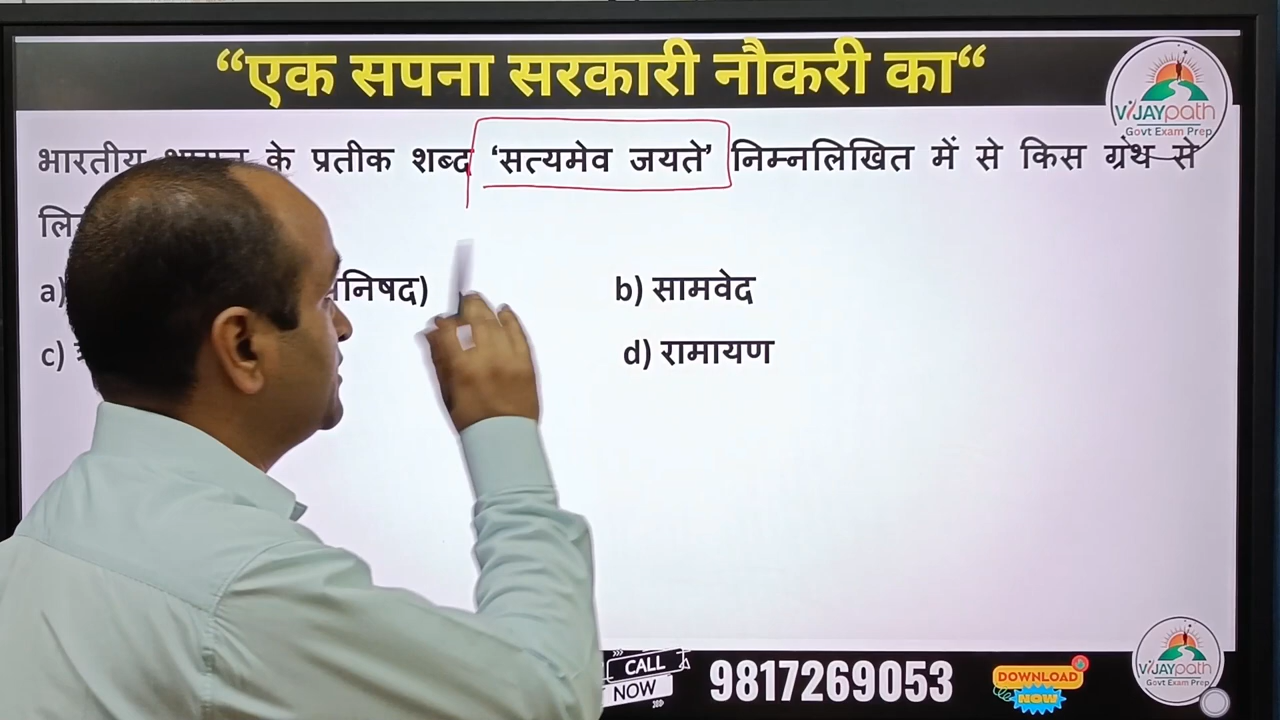 “एक सपना सरकारी नौकरी का“
VIJAYpath
Govt Exam Prep
भारतीय के प्रतीक शब्द ‘सत्यमेव जयते’ निम्नलिखित में से किस ग्रंथ से
a) b) सामवेद
c) d) रामायण
CALL
NOW
9817269053
DOWNLOAD
NOW
VIJAYpath
Govt Exam Prep